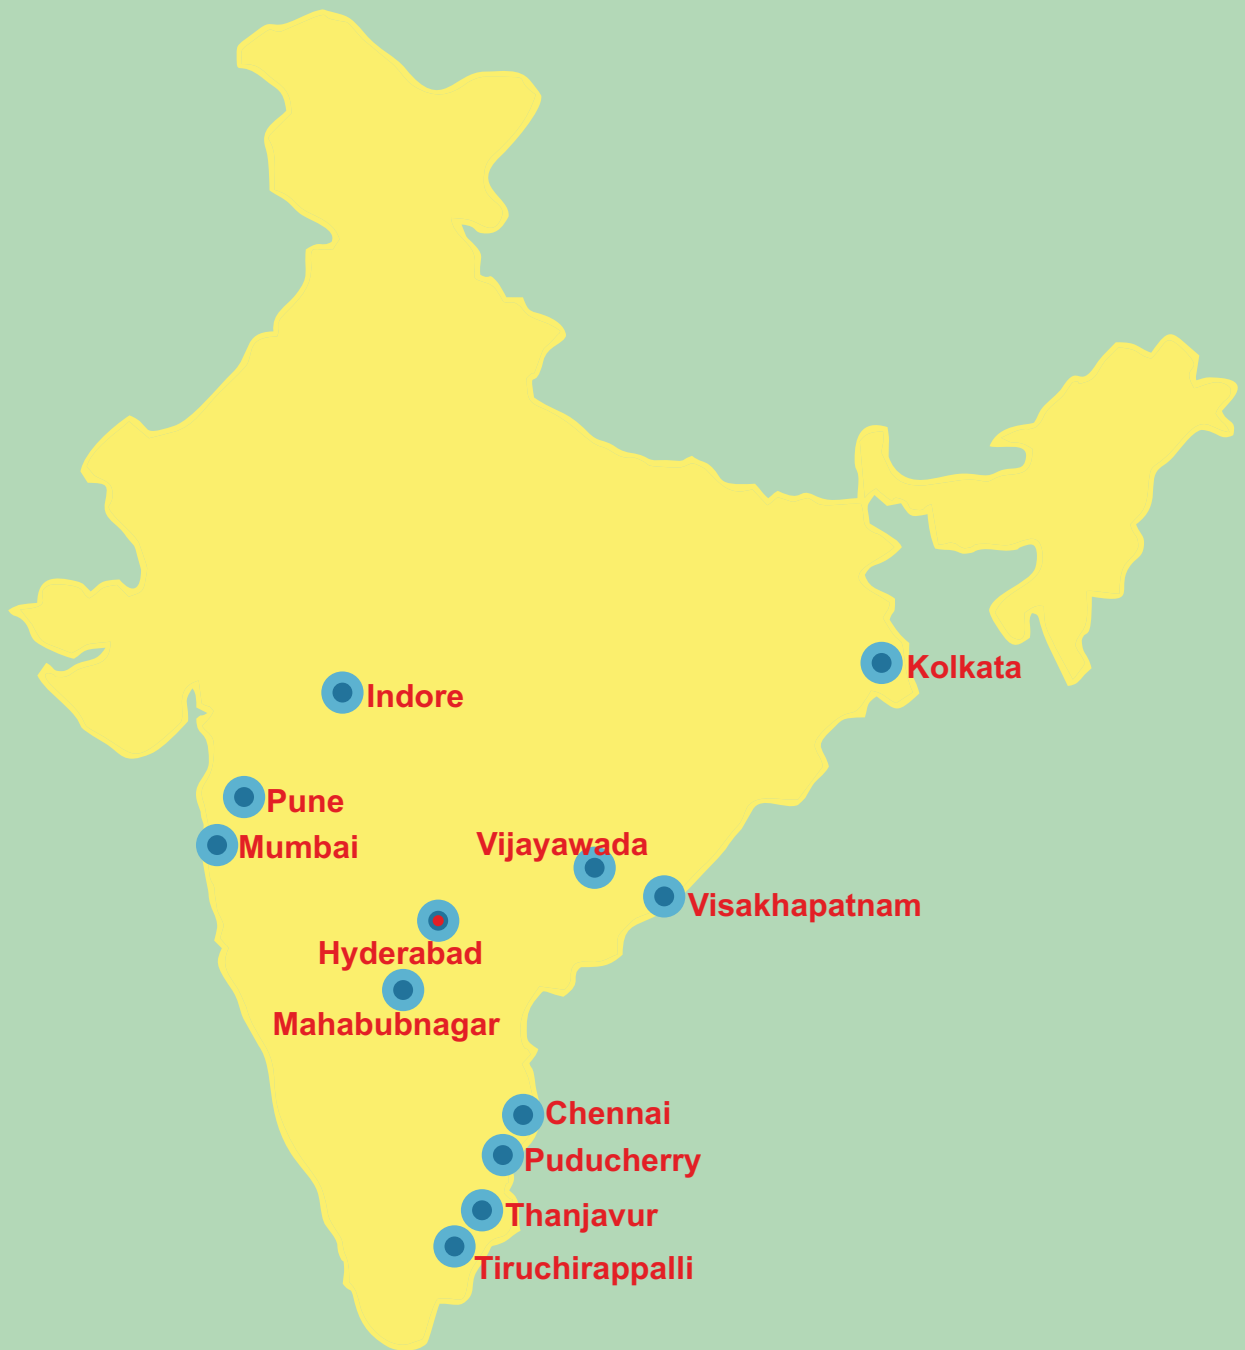 Kolkata
Indore
Pune
Mumbai
Vijayawada
Visakhapatnam
Hyderabad
Mahabubnagar
Chennai
Puducherry
Thanjavur
Tiruchirappalli